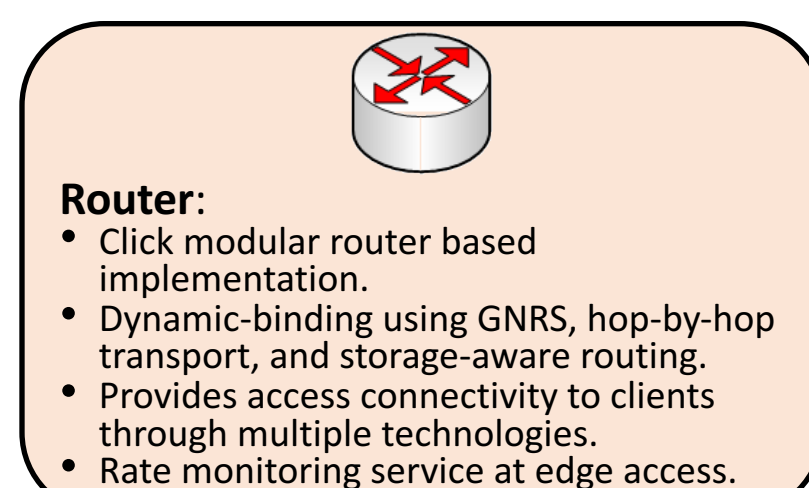 Router:
• Click modular router based
implementation.
• Dynamic-binding using GNRS, hop-by-hop
transport, and storage-aware routing.
• Provides access connectivity to clients
through multiple technologies.
• Rate monitoring service at edge access.